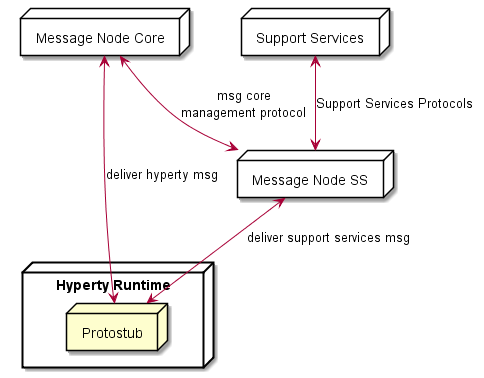 Message Node Core
Support Services
msg core
management protocol
Support Services Protocols
deliver hyperty msg
Message Node SS
deliver support services msg
Hyperty Runtime
Protostub